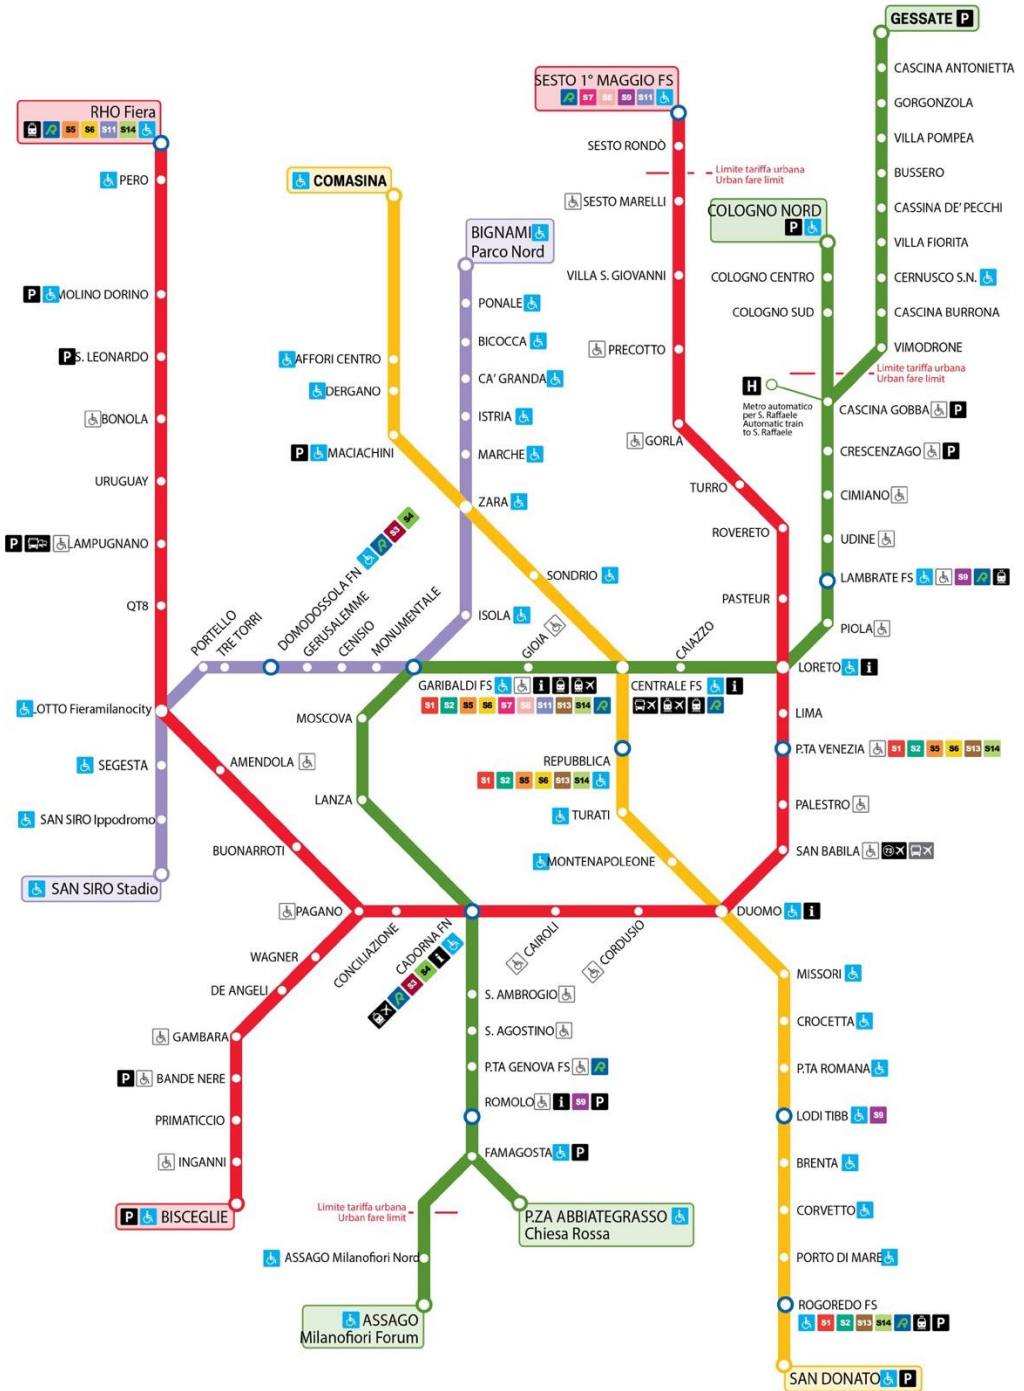 GESSATE P
CASCINA ANTONIETTA
GORGONZOLA
VILLA POMPEA
BUSSERO
CASSINA DE' PECCHI
VILLA FIORITA
CERNUSCO S.N.
CASCINA BURRONA
VIMODRONE
Limite tariffa urbana
Urban fare limit
SESTO 1° MAGGIO FS
R S7 S8 S9 S11
SESTO RONDÒ
Limite tariffa urbana
Urban fare limit
SESTO MARELLI
VILLA S. GIOVANNI
PRECOTTO
GORLA
TURRO
ROVERETO
PASTEUR
COLOGNO NORD
P
COLOGNO CENTRO
COLOGNO SUD
H
Metro automatico
per S. Raffaele
Automatic train
to S. Raffaele
CASCINA GOBBA P
CRESCENZAGO P
CIMIANO
UDINE
LAMBRATE FS S9 R
PIOLA
LORETO i
LIMA
P.TA VENEZIA S1 S2 S5 S6 S13 S14
PALESTRO
SAN BABILA 73
DUOMO i
RHO Fiera
R S5 S6 S11 S14
PERO
P MOLINO DORINO
P S. LEONARDO
BONOLA
URUGUAY
P LAMPUGNANO
QT8
LOTTO Fieramilanocity
SEGESTA
SAN SIRO Ippodromo
SAN SIRO Stadio
COMASINA
AFFORI CENTRO
DERGANO
P MACIACHINI
BIGNAMI
Parco Nord
PONALE
BICOCCA
CA' GRANDA
ISTRIA
MARCHE
ZARA
SONDRIO
ISOLA
PORTELLO
TRE TORRI
DOMODOSSOLA FN R S3 S4
GERUSALEMME
CENISIO
MONUMENTALE
GIOIA
CAIAZZO
GARIBALDI FS i
S1 S2 S5 S6 S7 S8 S11 S13 S14 R
CENTRALE FS i
R
MOSCOVA
LANZA
REPUBBLICA
S1 S2 S5 S6 S13 S14
TURATI
MONTENAPOLEONE
AMENDOLA
BUONARROTI
PAGANO
CONCILIAZIONE
CADORNA FN
R S3 S4 i
CAIROLI
CORDUSIO
WAGNER
DE ANGELI
GAMBARA
P BANDE NERE
PRIMATICCIO
INGANNI
P BISCEGLIE
S. AMBROGIO
S. AGOSTINO
P.TA GENOVA FS R
ROMOLO i S9 P
FAMAGOSTA P
Limite tariffa urbana
Urban fare limit
P.ZA ABBIATEGRASSO
Chiesa Rossa
ASSAGO Milanofiori Nord
ASSAGO
Milanofiori Forum
MISSORI
CROCETTA
P.TA ROMANA
LODI TIBB S9
BRENTA
CORVETTO
PORTO DI MARE
ROGOREDO FS
S1 S2 S13 S14 R P
SAN DONATO P